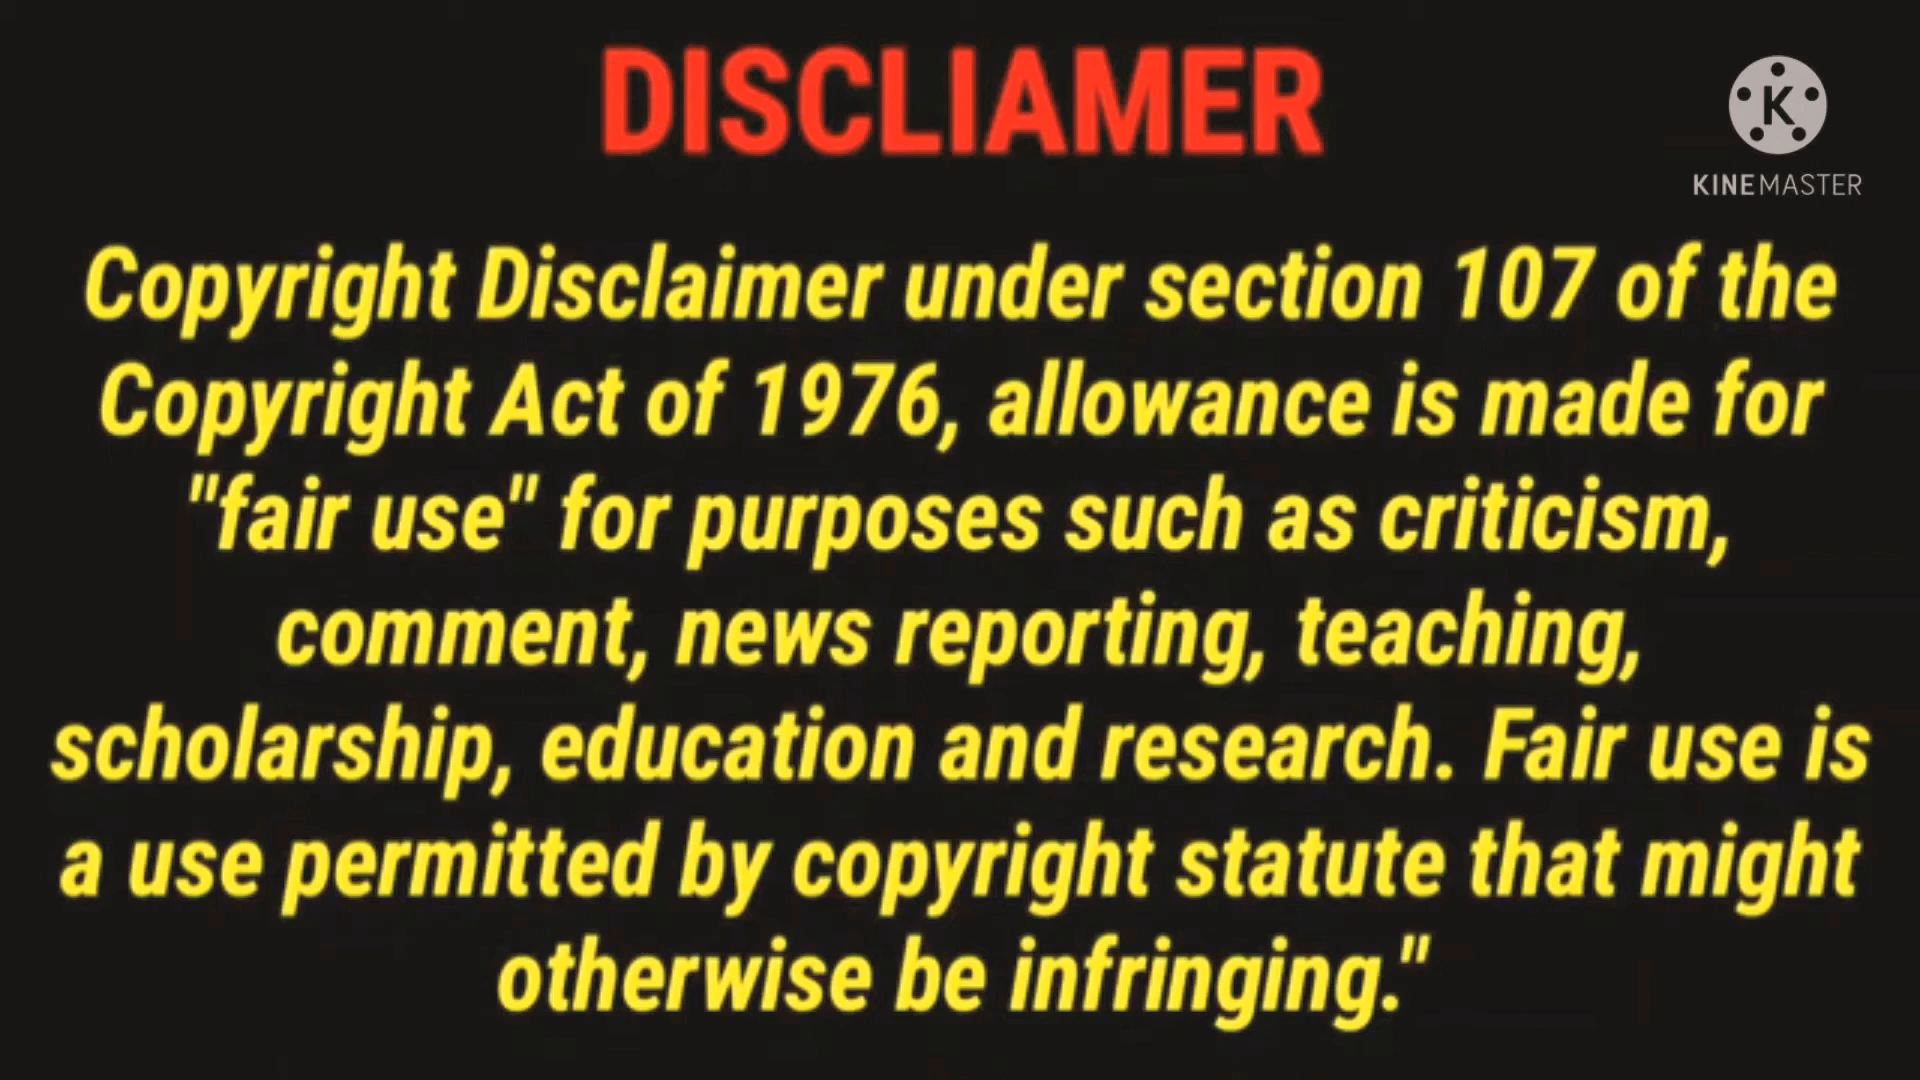 DISCLIAMER
K
KINEMASTER
Copyright Disclaimer under section 107 of the
Copyright Act of 1976, allowance is made for
"fair use" for purposes such as criticism,
comment, news reporting, teaching,
scholarship, education and research. Fair use is
a use permitted by copyright statute that might
otherwise be infringing."